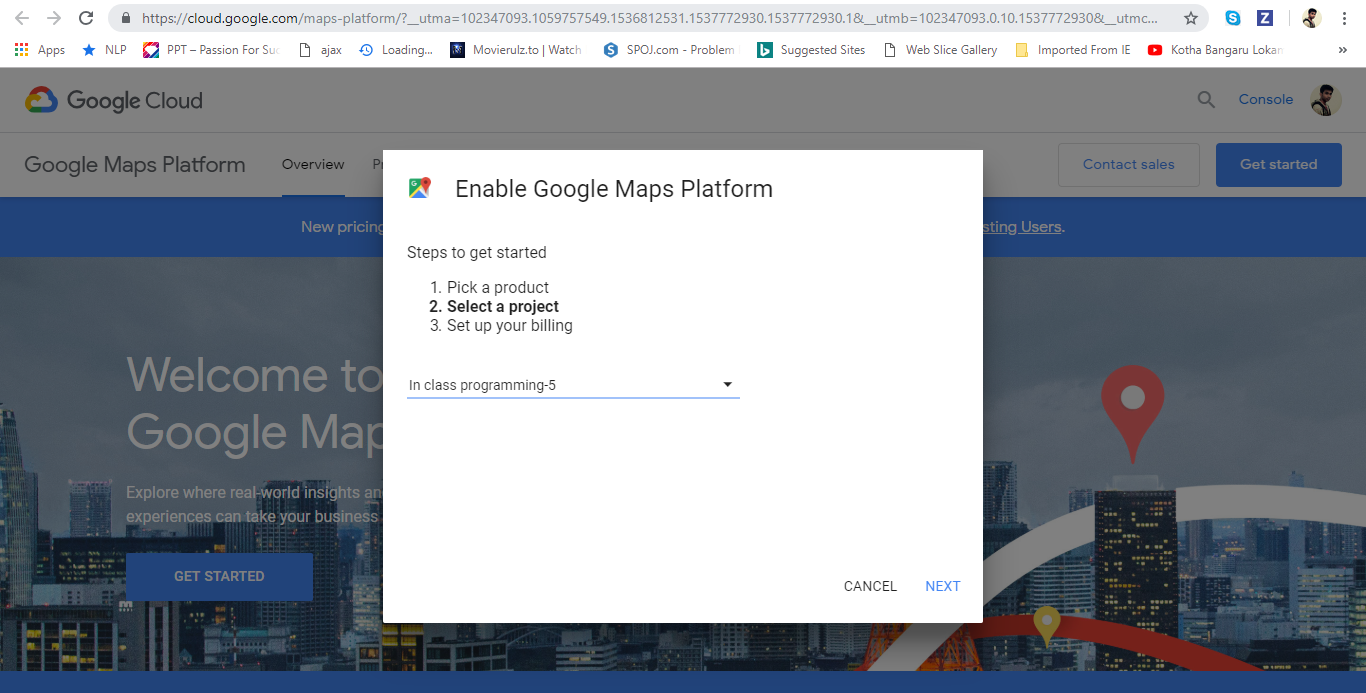 https://cloud.google.com/maps-platform/?__utma=102347093.1059757549.1536812531.1537772930.1537772930.1&__utmb=102347093.0.10.1537772930&__utmc...
Apps NLP PPT – Passion For Suc ajax Loading... Movierulz.to | Watch SPOJ.com - Problem Suggested Sites Web Slice Gallery Imported From IE Kotha Bangaru Lokam »
Google Cloud Console
Google Maps Platform Overview Contact sales Get started
New pricing sting Users.
Enable Google Maps Platform
Steps to get started
1. Pick a product
2. Select a project
3. Set up your billing
In class programming-5
CANCEL NEXT
Welcome to
Google Map
Explore where real-world insights an
experiences can take your business
GET STARTED